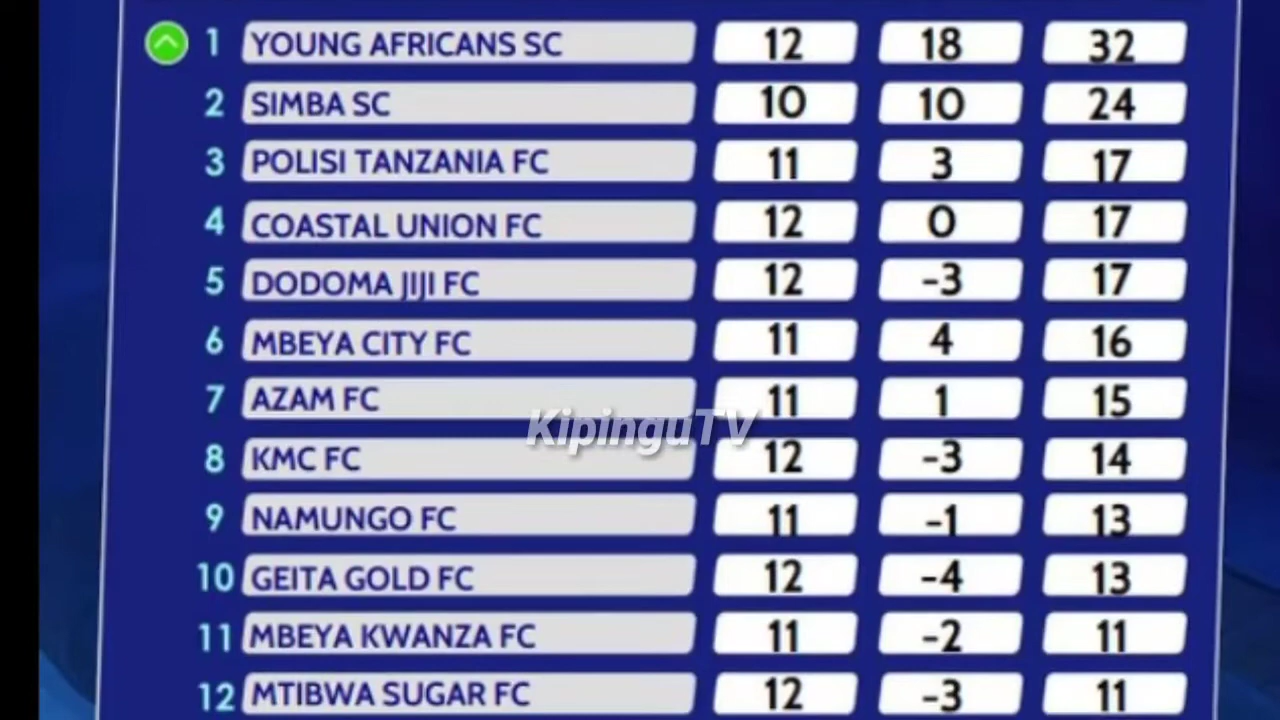 1 YOUNG AFRICANS SC 12 18 32
2 SIMBA SC 10 10 24
3 POLISI TANZANIA FC 11 3 17
4 COASTAL UNION FC 12 0 17
5 DODOMA JIJI FC 12 -3 17
6 MBEYA CITY FC 11 4 16
7 AZAM FC 11 1 15
KipinguTV
8 KMC FC 12 -3 14
9 NAMUNGO FC 11 -1 13
10 GEITA GOLD FC 12 -4 13
11 MBEYA KWANZA FC 11 -2 11
12 MTIBWA SUGAR FC 12 -3 11